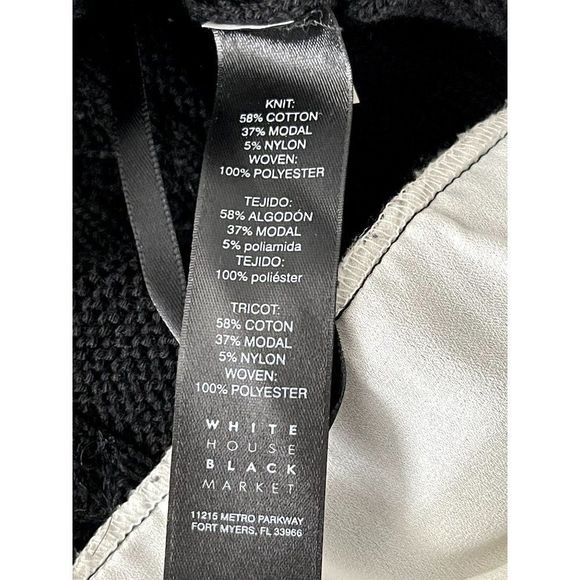 KNIT:
58% COTTON
37% MODAL
5% NYLON
WOVEN:
100% POLYESTER
TEJIDO:
58% ALGODÓN
37% MODAL
5% poliamida
TEJIDO:
100% poliéster
TRICOT:
58% COTON
37% MODAL
5% NYLON
WOVEN:
100% POLYESTER
WHITE
HOUSE
BLACK
MARKET
11215 METRO PARKWAY
FORT MYERS, FL 33966